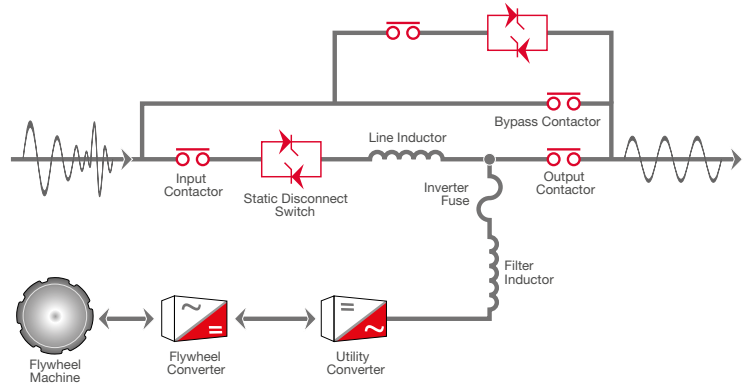 Bypass Contactor
Line Inductor
Input
Contactor
Static Disconnect
Switch
Inverter
Fuse
Output
Contactor
Filter
Inductor
Flywheel
Machine
Flywheel
Converter
Utility
Converter